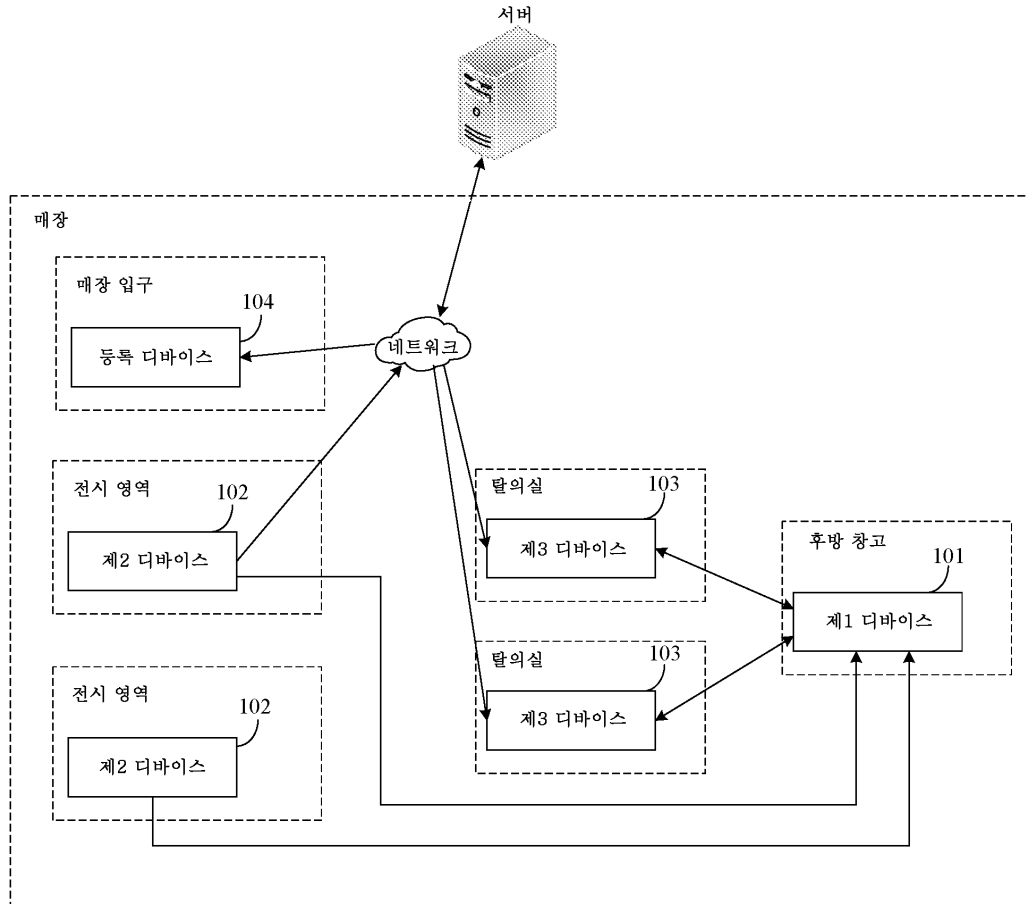 서버
매장
매장 입구
104
등록 디바이스
네트워크
전시 영역
102
제2 디바이스
탈의실
103
제3 디바이스
후방 창고
101
제1 디바이스
탈의실
103
제3 디바이스
전시 영역
102
제2 디바이스